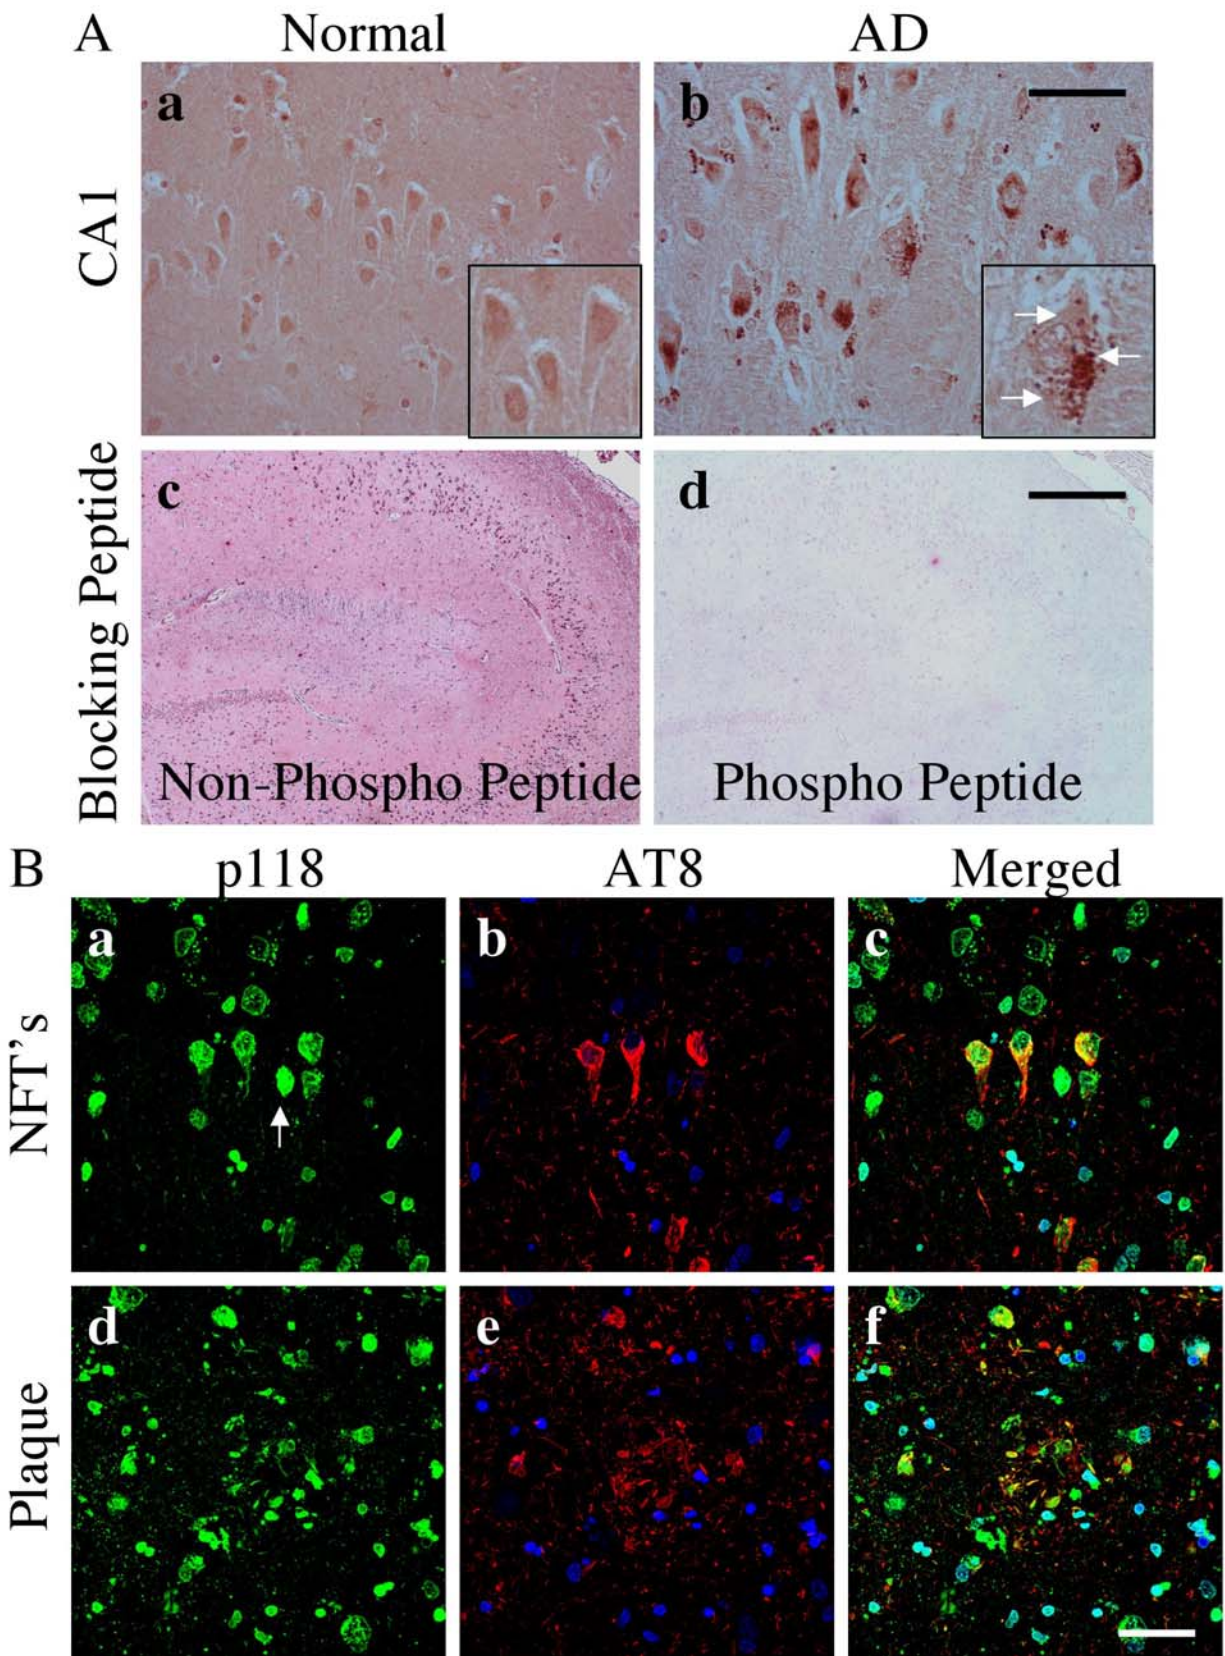 A
Normal
AD
CA1
a
b
Blocking Peptide
c
Non-Phospho Peptide
d
Phospho Peptide
B
p118
AT8
Merged
NFT's
a
b
c
Plaque
d
e
f